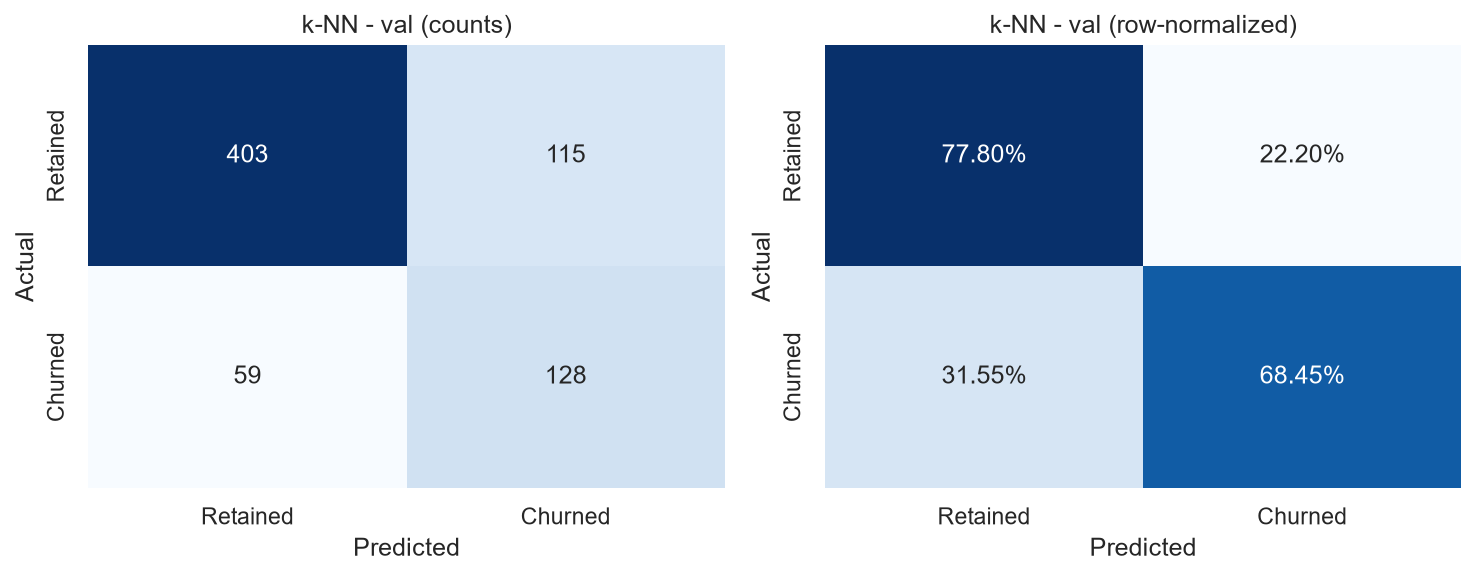 k-NN - val (counts)
Actual
Retained
403
115
Churned
59
128
Retained
Churned
Predicted
k-NN - val (row-normalized)
Actual
Retained
77.80%
22.20%
Churned
31.55%
68.45%
Retained
Churned
Predicted